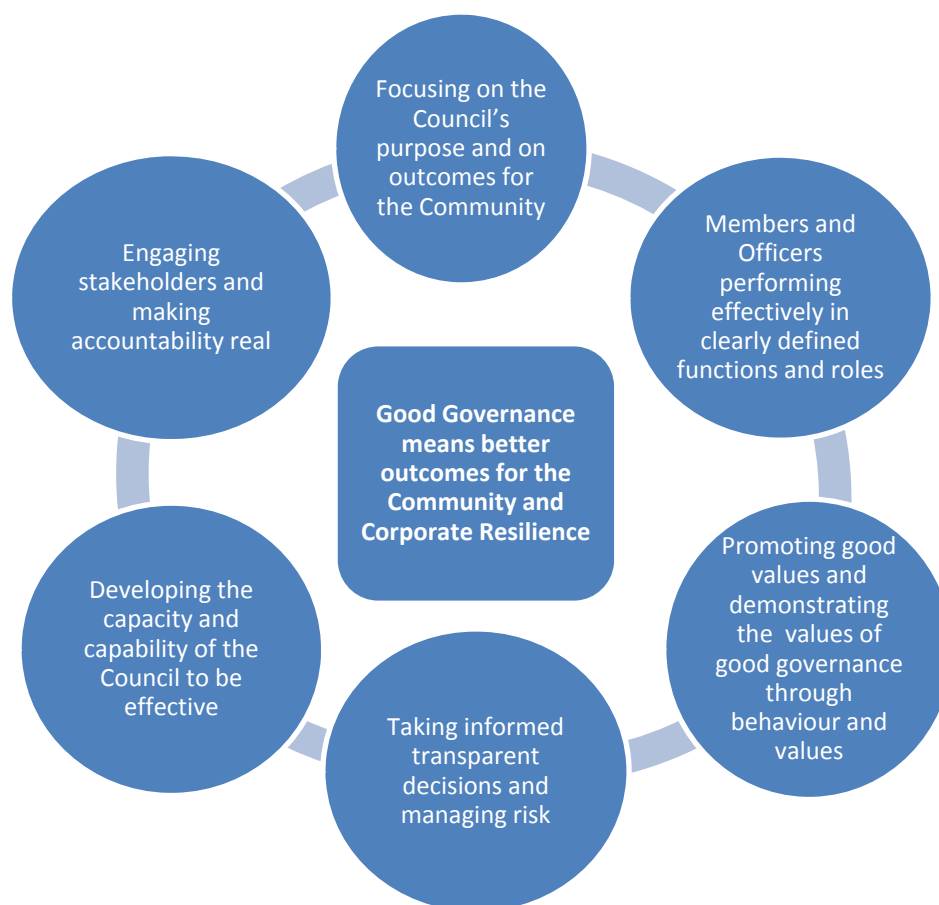 Focusing on the
Council’s
purpose and on
outcomes for
the Community
Members and
Officers
performing
effectively in
clearly defined
functions and roles
Promoting good
values and
demonstrating
the values of
good governance
through
behaviour and
values
Taking informed
transparent
decisions and
managing risk
Developing the
capacity and
capability of the
Council to be
effective
Engaging
stakeholders and
making
accountability real
Good Governance
means better
outcomes for the
Community and
Corporate Resilience